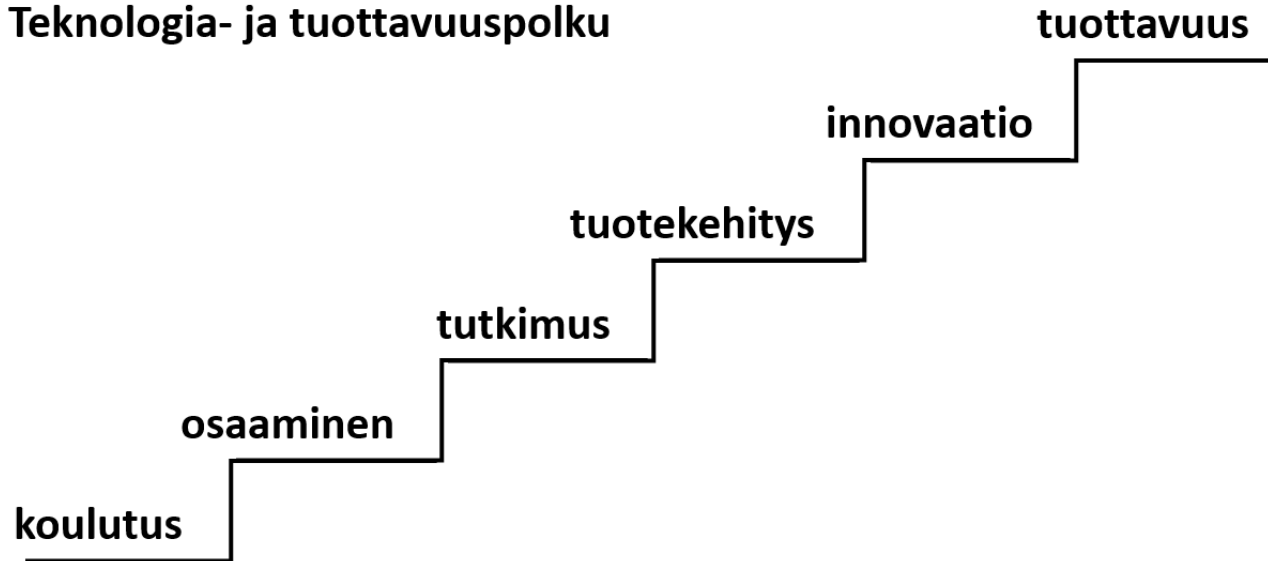 Teknologia- ja tuottavuuspolku
tuottavuus
innovaatio
tuotekehitys
tutkimus
osaaminen
koulutus